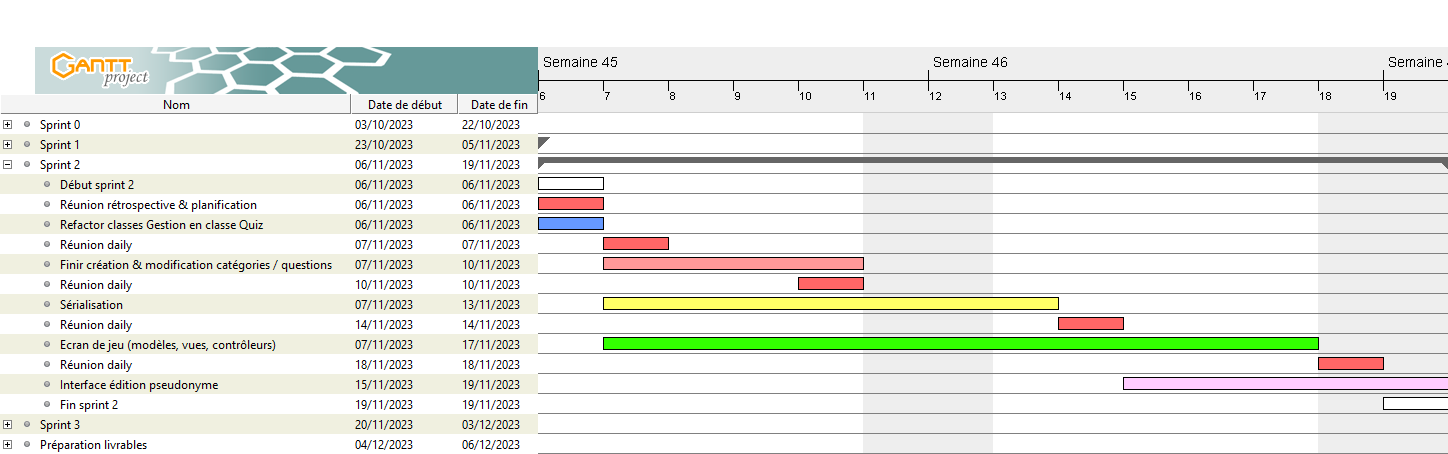 GANTT project
Semaine 45 Semaine 46 Semaine
6 7 8 9 10 11 12 13 14 15 16 17 18 19
Nom Date de début Date de fin
Sprint 0 03/10/2023 22/10/2023
Sprint 1 23/10/2023 05/11/2023
Sprint 2 06/11/2023 19/11/2023
Début sprint 2 06/11/2023 06/11/2023
Réunion rétrospective & planification 06/11/2023 06/11/2023
Refactor classes Gestion en classe Quiz 06/11/2023 06/11/2023
Réunion daily 07/11/2023 07/11/2023
Finir création & modification catégories / questions 07/11/2023 10/11/2023
Réunion daily 10/11/2023 10/11/2023
Sérialisation 07/11/2023 13/11/2023
Réunion daily 14/11/2023 14/11/2023
Ecran de jeu (modèles, vues, contrôleurs) 07/11/2023 17/11/2023
Réunion daily 18/11/2023 18/11/2023
Interface édition pseudonyme 15/11/2023 19/11/2023
Fin sprint 2 19/11/2023 19/11/2023
Sprint 3 20/11/2023 03/12/2023
Préparation livrables 04/12/2023 06/12/2023